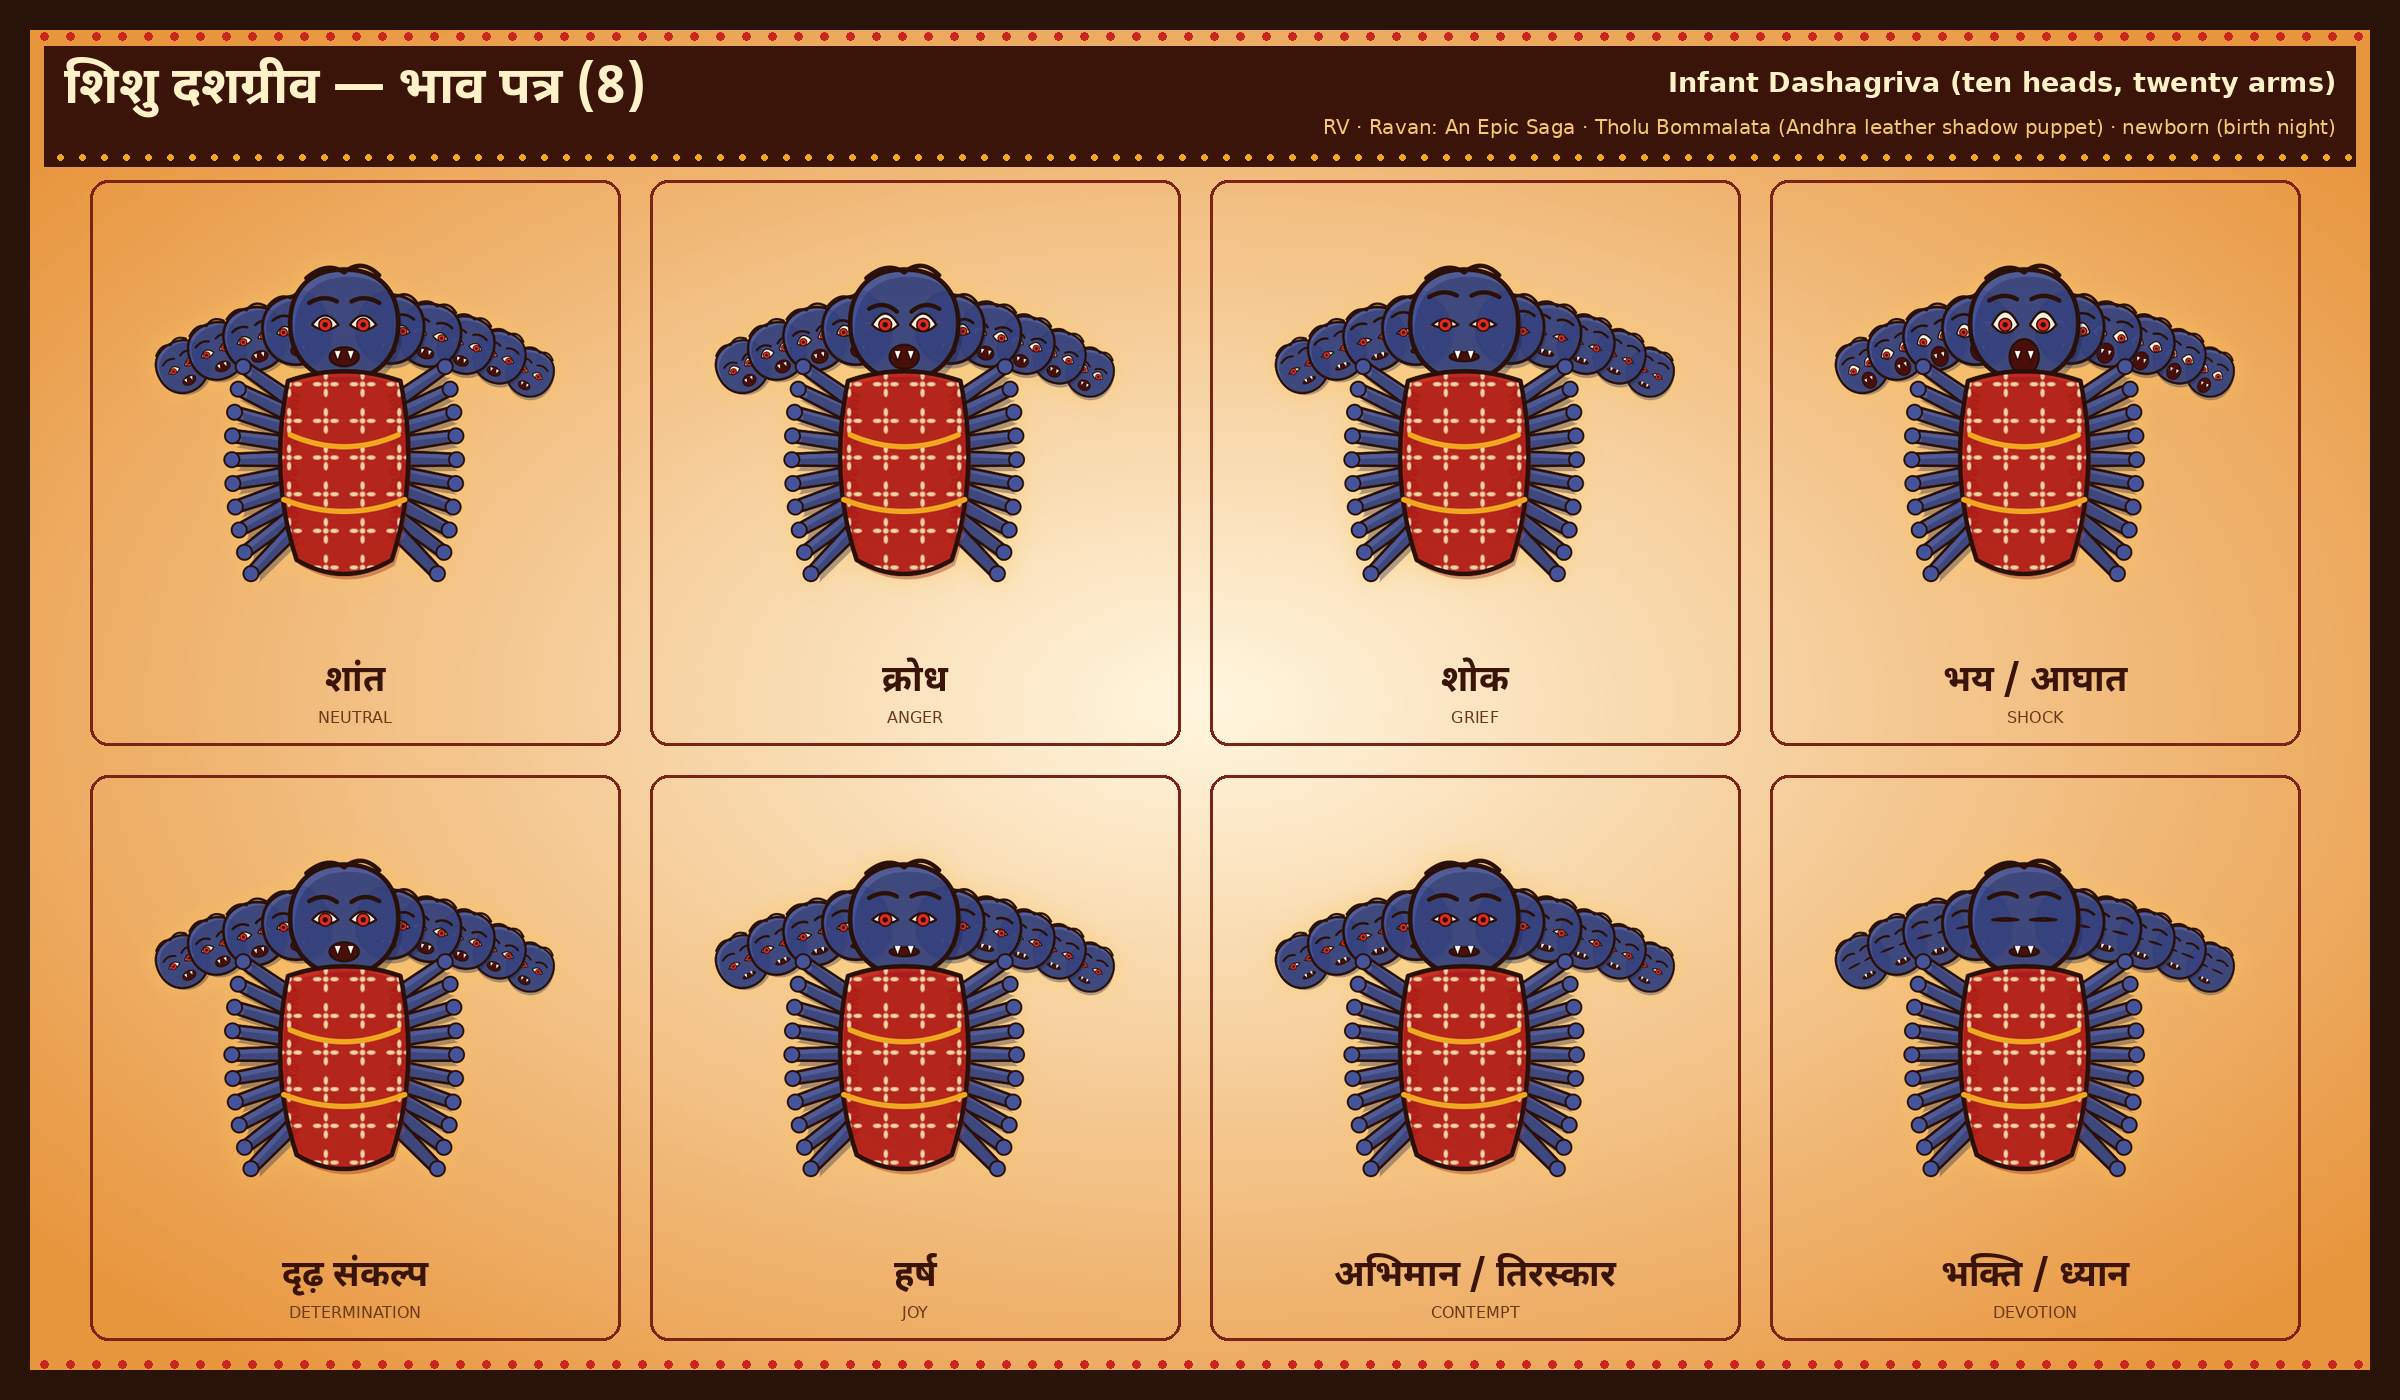 शिशु दशग्रीव — भाव पत्र (8)
Infant Dashagriva (ten heads, twenty arms)
RV · Ravan: An Epic Saga · Tholu Bommalata (Andhra leather shadow puppet) · newborn (birth night)
शांत
NEUTRAL
क्रोध
ANGER
शोक
GRIEF
भय / आघात
SHOCK
दृढ़ संकल्प
DETERMINATION
हर्ष
JOY
अभिमान / तिरस्कार
CONTEMPT
भक्ति / ध्यान
DEVOTION